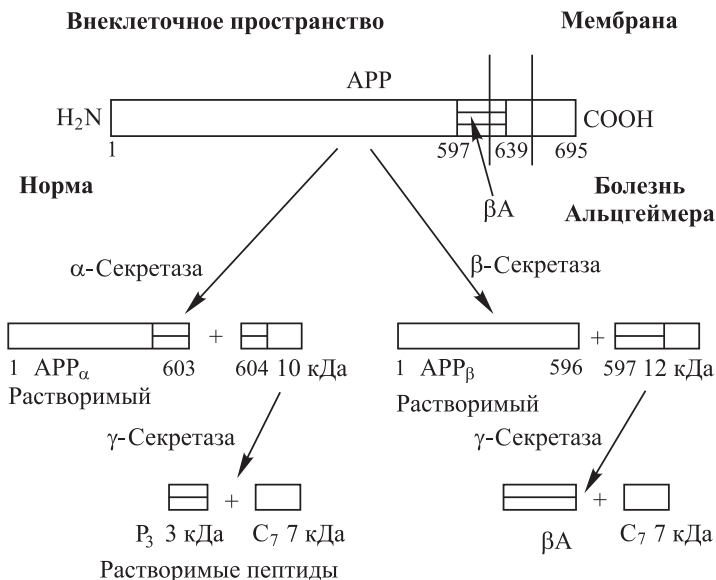 Внеклеточное пространство Мембрана
APP
H₂N COOH
1 597 639 695
Норма βA Болезнь
Альцгеймера
α-Секретаза β-Секретаза
+ +
1 APPα 603 604 10 кДа 1 APPβ 596 597 12 кДа
Растворимый Растворимый
γ-Секретаза γ-Секретаза
+ +
P₃ 3 кДа C₇ 7 кДа βA C₇ 7 кДа
Растворимые пептиды